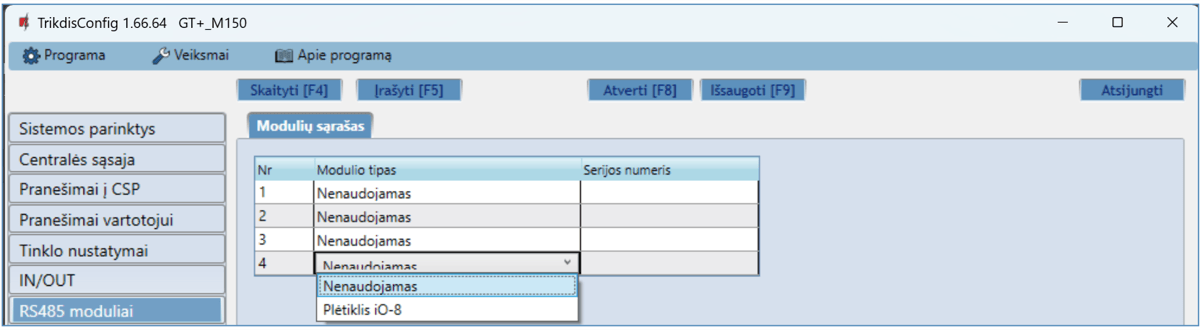 TrikdisConfig 1.66.64 GT+_M150
Programa Veiksmai Apie programą
Skaityti [F4] Įrašyti [F5] Atverti [F8] Išsaugoti [F9] Atsijungti
Sistemos parinktys
Centralės sąsaja
Pranešimai į CSP
Pranešimai vartotojui
Tinklo nustatymai
IN/OUT
RS485 moduliai
Modulių sąrašas
Nr Modulio tipas Serijos numeris
1 Nenaudojamas
2 Nenaudojamas
3 Nenaudojamas
4 Nenaudojamas
Nenaudojamas
Plėtiklis iO-8